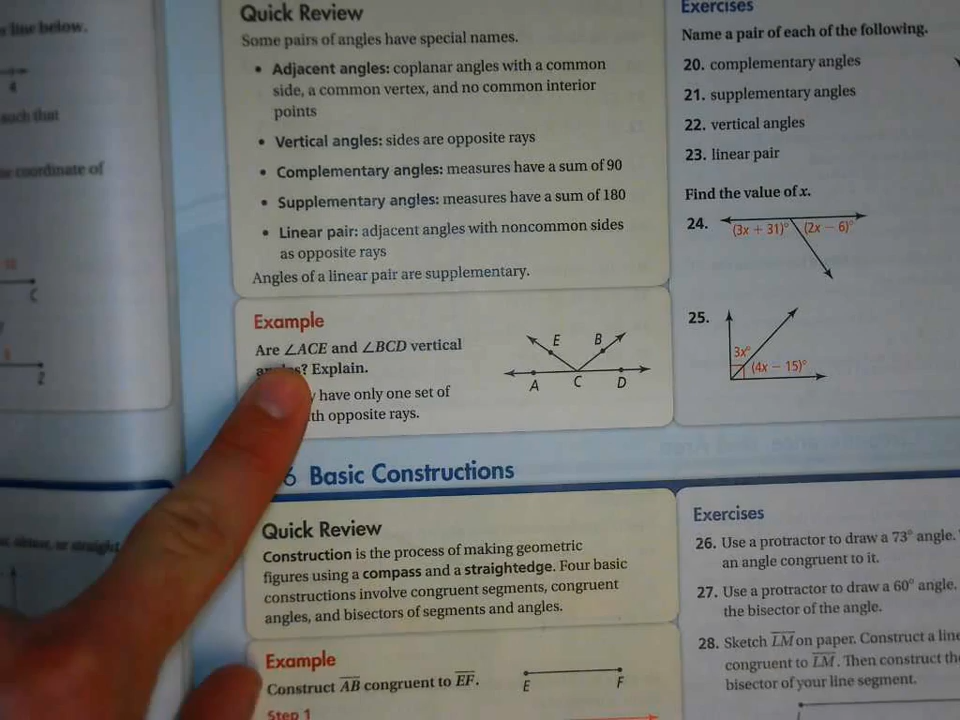 line below.
4
such that
coordinate of
C
Z
or straight
Quick Review
Some pairs of angles have special names.
• Adjacent angles: coplanar angles with a common
side, a common vertex, and no common interior
points
• Vertical angles: sides are opposite rays
• Complementary angles: measures have a sum of 90
• Supplementary angles: measures have a sum of 180
• Linear pair: adjacent angles with noncommon sides
as opposite rays
Angles of a linear pair are supplementary.
Example
Are ∠ACE and ∠BCD vertical
? Explain.
have only one set of
opposite rays.
E B
A C D
6 Basic Constructions
Quick Review
Construction is the process of making geometric
figures using a compass and a straightedge. Four basic
constructions involve congruent segments, congruent
angles, and bisectors of segments and angles.
Example
Construct A̅B̅ congruent to E̅F̅.
E F
Step 1
Exercises
Name a pair of each of the following.
20. complementary angles
21. supplementary angles
22. vertical angles
23. linear pair
Find the value of x.
24. (3x + 31)° (2x − 6)°
25. 3x° (4x − 15)°
Exercises
26. Use a protractor to draw a 73° angle.
an angle congruent to it.
27. Use a protractor to draw a 60° angle.
the bisector of the angle.
28. Sketch L̅M̅ on paper. Construct a line
congruent to L̅M̅. Then construct the
bisector of your line segment.